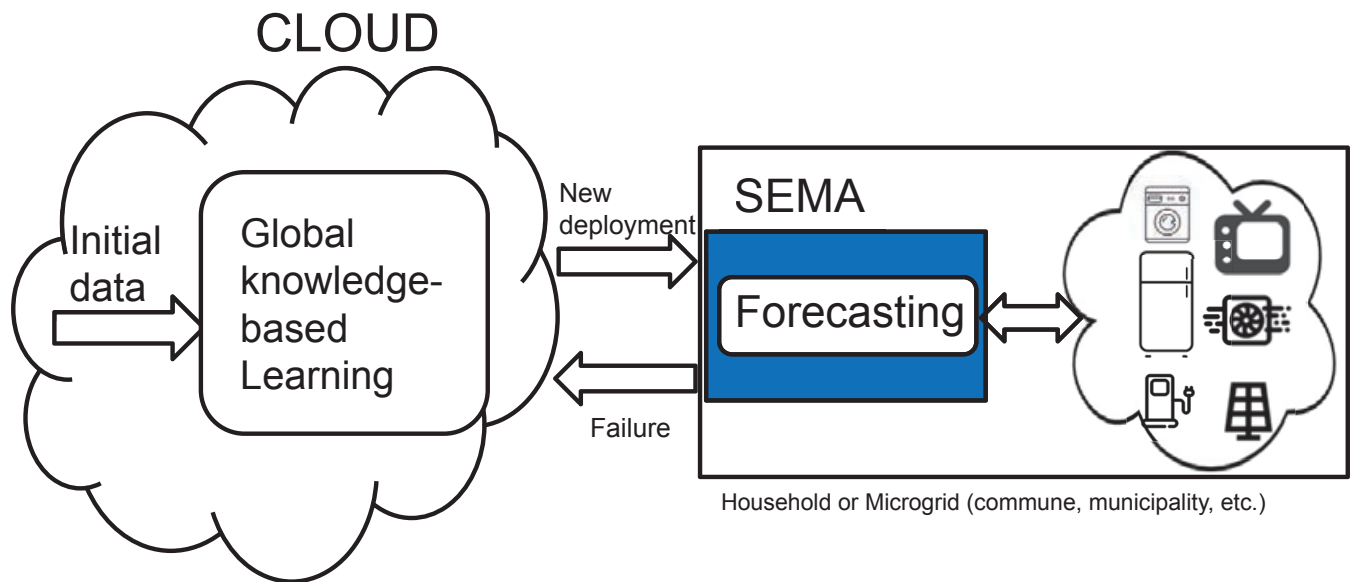 CLOUD
Initial
data
Global
knowledge-
based
Learning
New
deployment
Failure
SEMA
Forecasting
Household or Microgrid (commune, municipality, etc.)